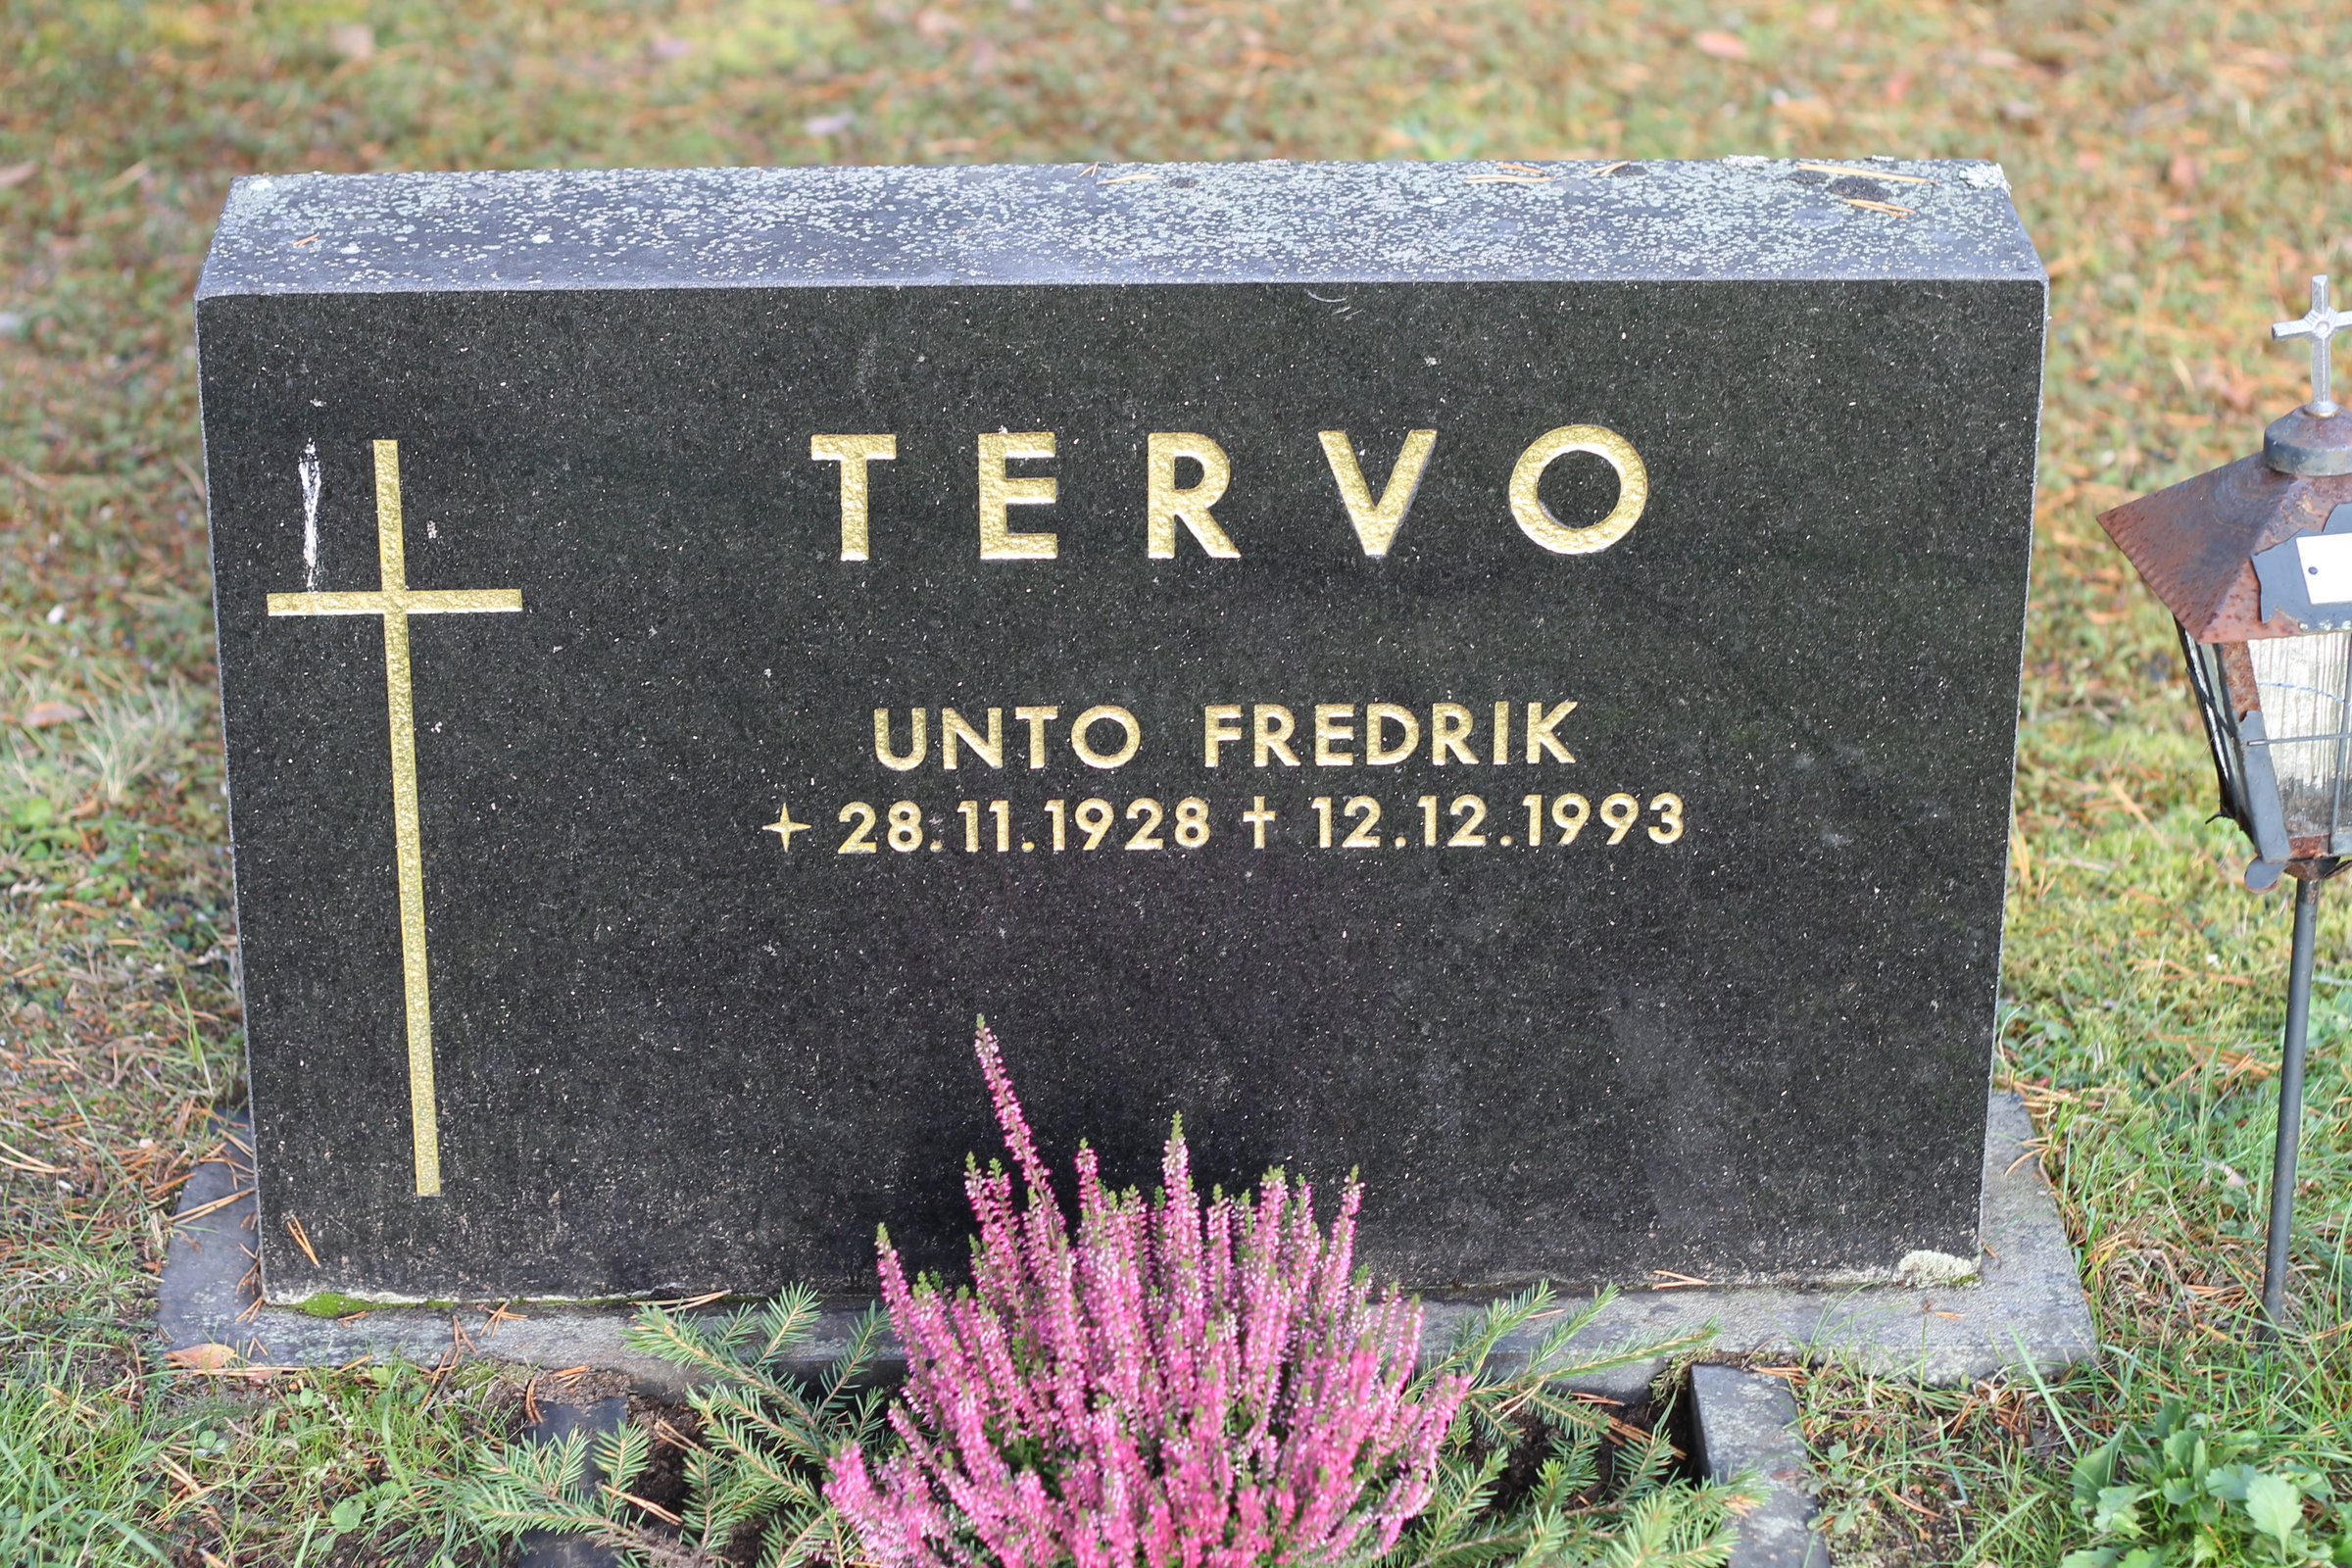 TERVO
UNTO FREDRIK
28.11.1928 † 12.12.1993